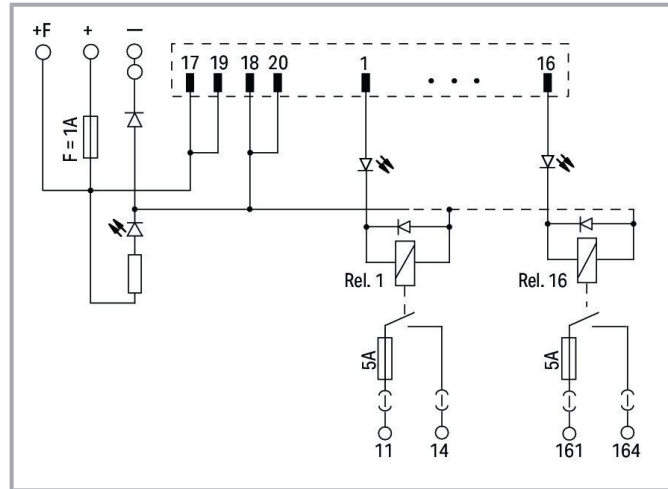 +F + −
17 19 18 20 1 16
F = 1A
Rel. 1 Rel. 16
5A 5A
11 14 161 164